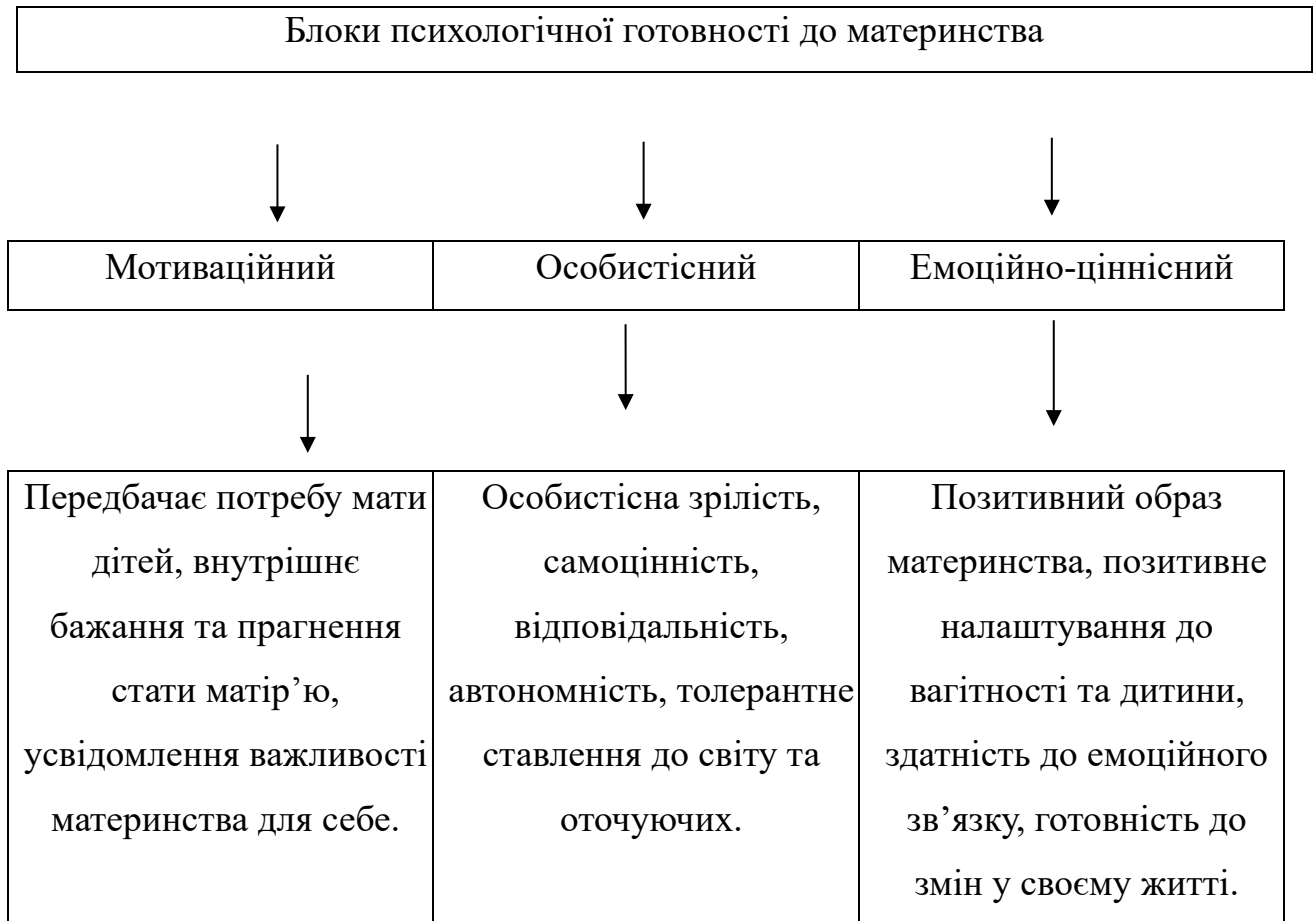 Блоки психологічної готовності до материнства
Мотиваційний
Особистісний
Емоційно-ціннісний
Передбачає потребу мати
дітей, внутрішнє
бажання та прагнення
стати матір’ю,
усвідомлення важливості
материнства для себе.
Особистісна зрілість,
самоцінність,
відповідальність,
автономність, толерантне
ставлення до світу та
оточуючих.
Позитивний образ
материнства, позитивне
налаштування до
вагітності та дитини,
здатність до емоційного
зв’язку, готовність до
змін у своєму житті.